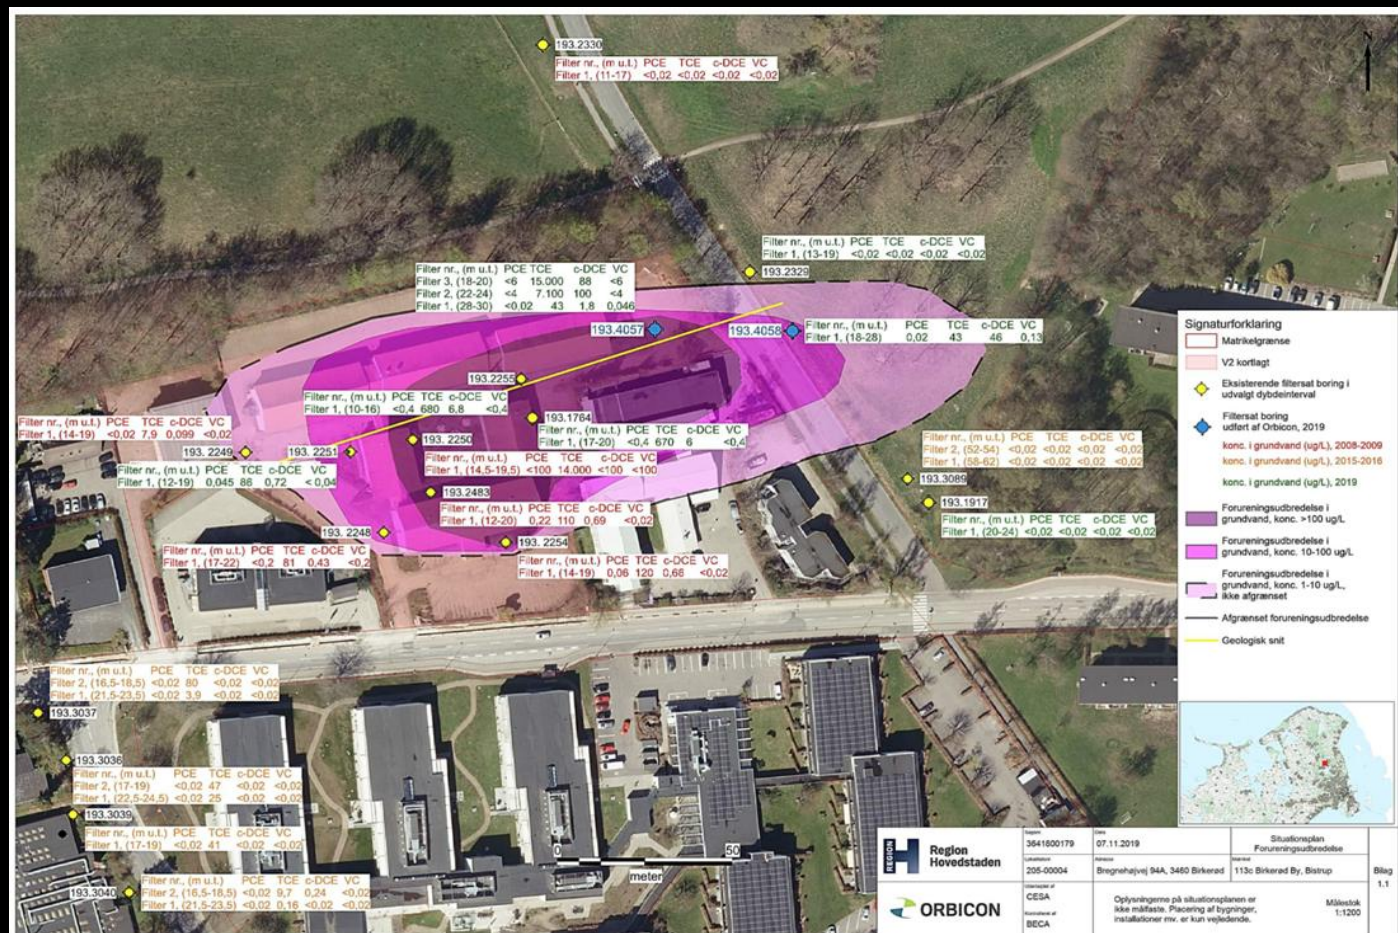 193.2330
Filter nr., (m u.t.) PCE TCE c-DCE VC
Filter 1, (11-17) <0,02 <0,02 <0,02 <0,02
N
Filter nr., (m u.t.) PCE TCE c-DCE VC
Filter 1, (13-19) <0,02 <0,02 <0,02 <0,02
193.2329
Filter nr., (m u.t.) PCE TCE c-DCE VC
Filter 3, (18-20) <6 15.000 88 <6
Filter 2, (22-24) <4 7.100 100 <4
Filter 1, (28-30) <0,02 43 1,8 0,046
193.4057
193.4058
Filter nr., (m u.t.) PCE TCE c-DCE VC
Filter 1, (18-28) 0,02 43 46 0,13
193.2255
Filter nr., (m u.t.) PCE TCE c-DCE VC
Filter 1, (10-16) <0,4 680 6,8 <0,4
193.1764
Filter nr., (m u.t.) PCE TCE c-DCE VC
Filter 1, (17-20) <0,4 670 6 <0,4
Filter nr., (m u.t.) PCE TCE c-DCE VC
Filter 1, (14-19) <0,02 7,9 0,099 <0,02
193.2249
193.2251
193. 2250
Filter nr., (m u.t.) PCE TCE c-DCE VC
Filter 1, (14,5-19,5) <100 14.000 <100 <100
Filter nr., (m u.t.) PCE TCE c-DCE VC
Filter 1, (12-19) 0,045 86 0,72 < 0,04
193.2483
Filter nr., (m u.t.) PCE TCE c-DCE VC
Filter 1, (12-20) 0,22 110 0,69 <0,02
193. 2248
Filter nr., (m u.t.) PCE TCE c-DCE VC
Filter 1, (17-22) <0,2 81 0,43 <0,2
193. 2254
Filter nr., (m u.t.) PCE TCE c-DCE VC
Filter 1, (14-19) 0,06 120 0,68 <0,02
Filter nr., (m u.t.) PCE TCE c-DCE VC
Filter 2, (52-54) <0,02 <0,02 <0,02 <0,02
Filter 1, (58-62) <0,02 <0,02 <0,02 <0,02
193.3089
193.1917
Filter nr., (m u.t.) PCE TCE c-DCE VC
Filter 1, (20-24) <0,02 <0,02 <0,02 <0,02
Filter nr., (m u.t.) PCE TCE c-DCE VC
Filter 2, (16,5-18,5) <0,02 80 <0,02 <0,02
Filter 1, (21,5-23,5) <0,02 3,9 <0,02 <0,02
193.3037
193.3036
Filter nr., (m u.t.) PCE TCE c-DCE VC
Filter 2, (17-19) <0,02 47 <0,02 <0,02
Filter 1, (22,5-24,5) <0,02 25 <0,02 <0,02
193.3039
Filter nr., (m u.t.) PCE TCE c-DCE VC
Filter 1, (17-19) <0,02 41 <0,02 <0,02
193.3040
Filter nr., (m u.t.) PCE TCE c-DCE VC
Filter 2, (16,5-18,5) <0,02 9,7 0,24 <0,02
Filter 1, (21,5-23,5) <0,02 0,16 <0,02 <0,02
0 50
meter
Signaturforklaring
Matrikelgrænse
V2 kortlagt
Eksisterende filtersat boring i
udvalgt dybdeinterval
Filtersat boring
udført af Orbicon, 2019
konc. i grundvand (ug/L), 2008-2009
konc. i grundvand (ug/L), 2015-2016
konc. i grundvand (ug/L), 2019
Forureningsudbredelse i
grundvand, konc. >100 ug/L
Forureningsudbredelse i
grundvand, konc. 10-100 ug/L
Forureningsudbredelse i
grundvand, konc. 1-10 ug/L,
ikke afgrænset
Afgrænset forureningsudbredelse
Geologisk snit
REGION H
Region
Hovedstaden
ORBICON
Sagsnr.
3641600179
Dato
07.11.2019
Situationsplan
Forureningsudbredelse
Lokalitetsnr.
205-00004
Adresse
Bregnehøjvej 94A, 3460 Birkerød
Matrikel
113c Birkerød By, Bistrup
Bilag
1.1
Udarbejdet af
CESA
Kontrolleret af
BECA
Oplysningerne på situationsplanen er
ikke målfaste. Placering af bygninger,
installationer mv. er kun vejledende.
Målestok
1:1200